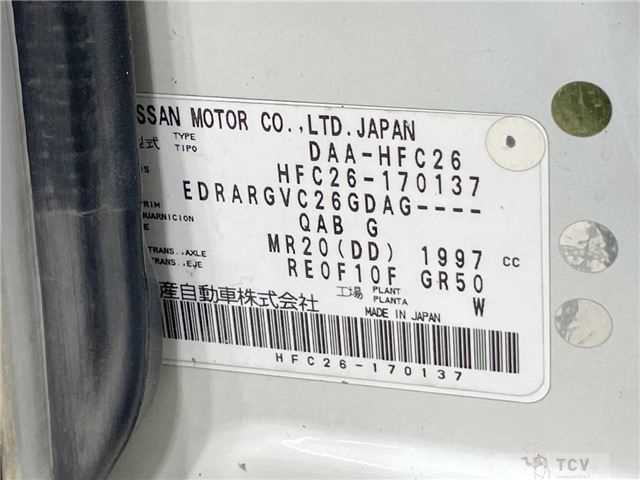 SSAN MOTOR CO.,LTD.JAPAN
型式 TYPE TIPO DAA-HFC26
HFC26-170137
EDRARGVC26GDAG----
GUARNICION QAB G
TRANS.,AXLE TRANS.,EJE MR20(DD) 1997 cc
RE0F10F GR50
産自動車株式会社 工場 PLANT PLANTA W
MADE IN JAPAN
HFC26-170137
TCV